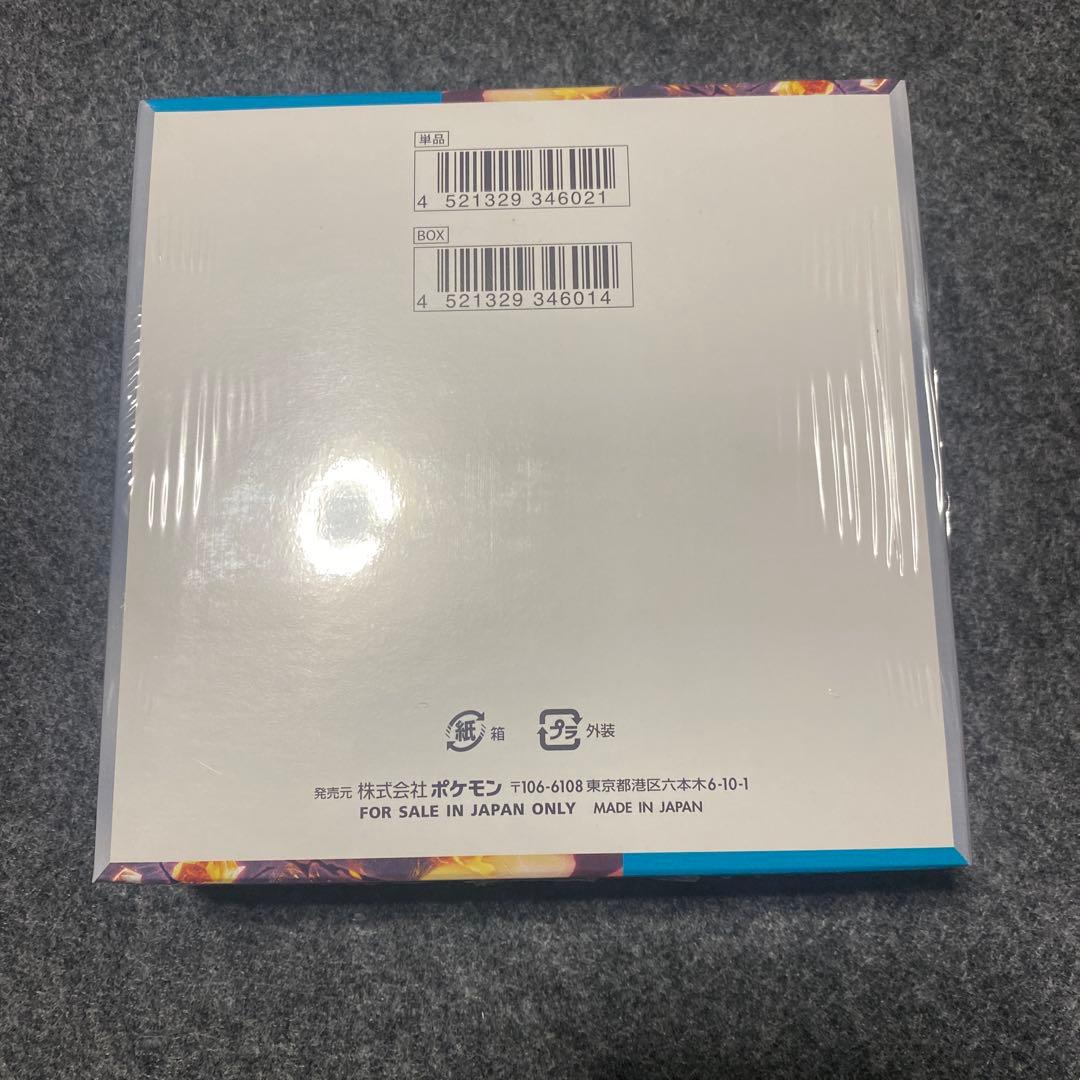 単品
4 521329 346021
BOX
4 521329 346014
紙 箱 プラ 外装
発売元 株式会社 ポケモン 〒106-6108 東京都港区六本木6-10-1
FOR SALE IN JAPAN ONLY MADE IN JAPAN